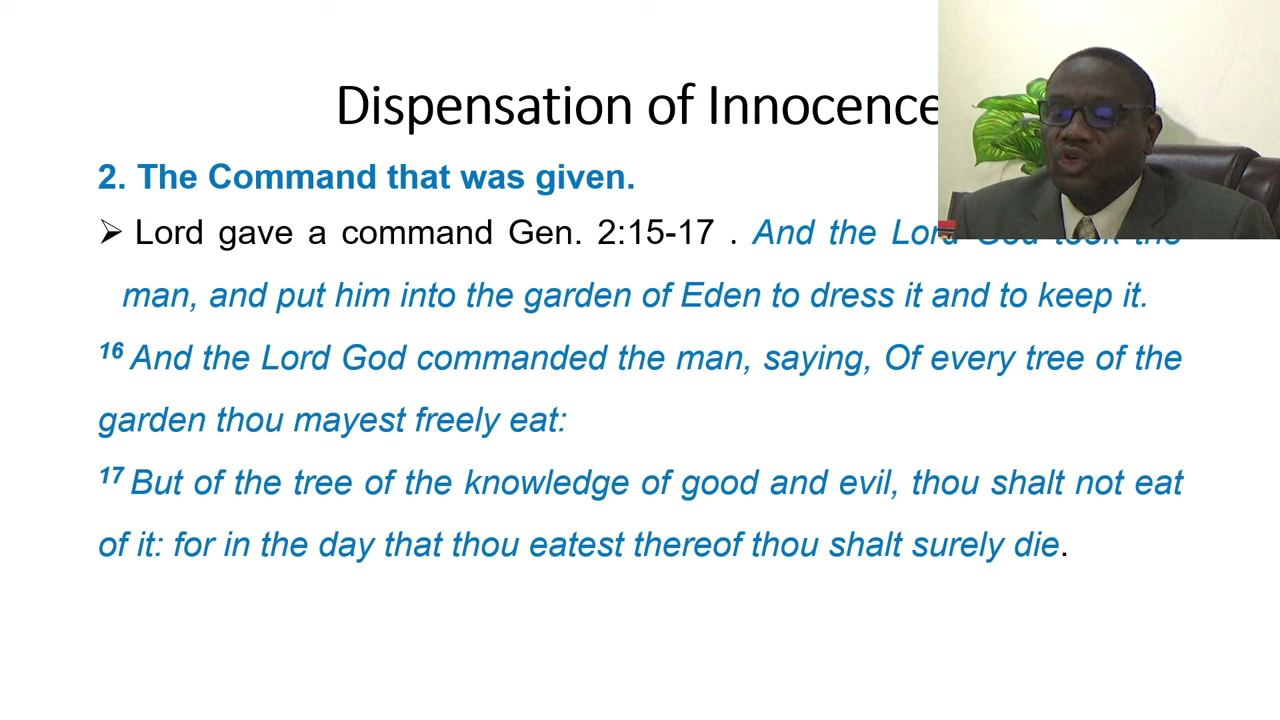 Dispensation of Innocence
2. The Command that was given.
➢ Lord gave a command Gen. 2:15-17 . And the Lord God took the
man, and put him into the garden of Eden to dress it and to keep it.
16 And the Lord God commanded the man, saying, Of every tree of the
garden thou mayest freely eat:
17 But of the tree of the knowledge of good and evil, thou shalt not eat
of it: for in the day that thou eatest thereof thou shalt surely die.